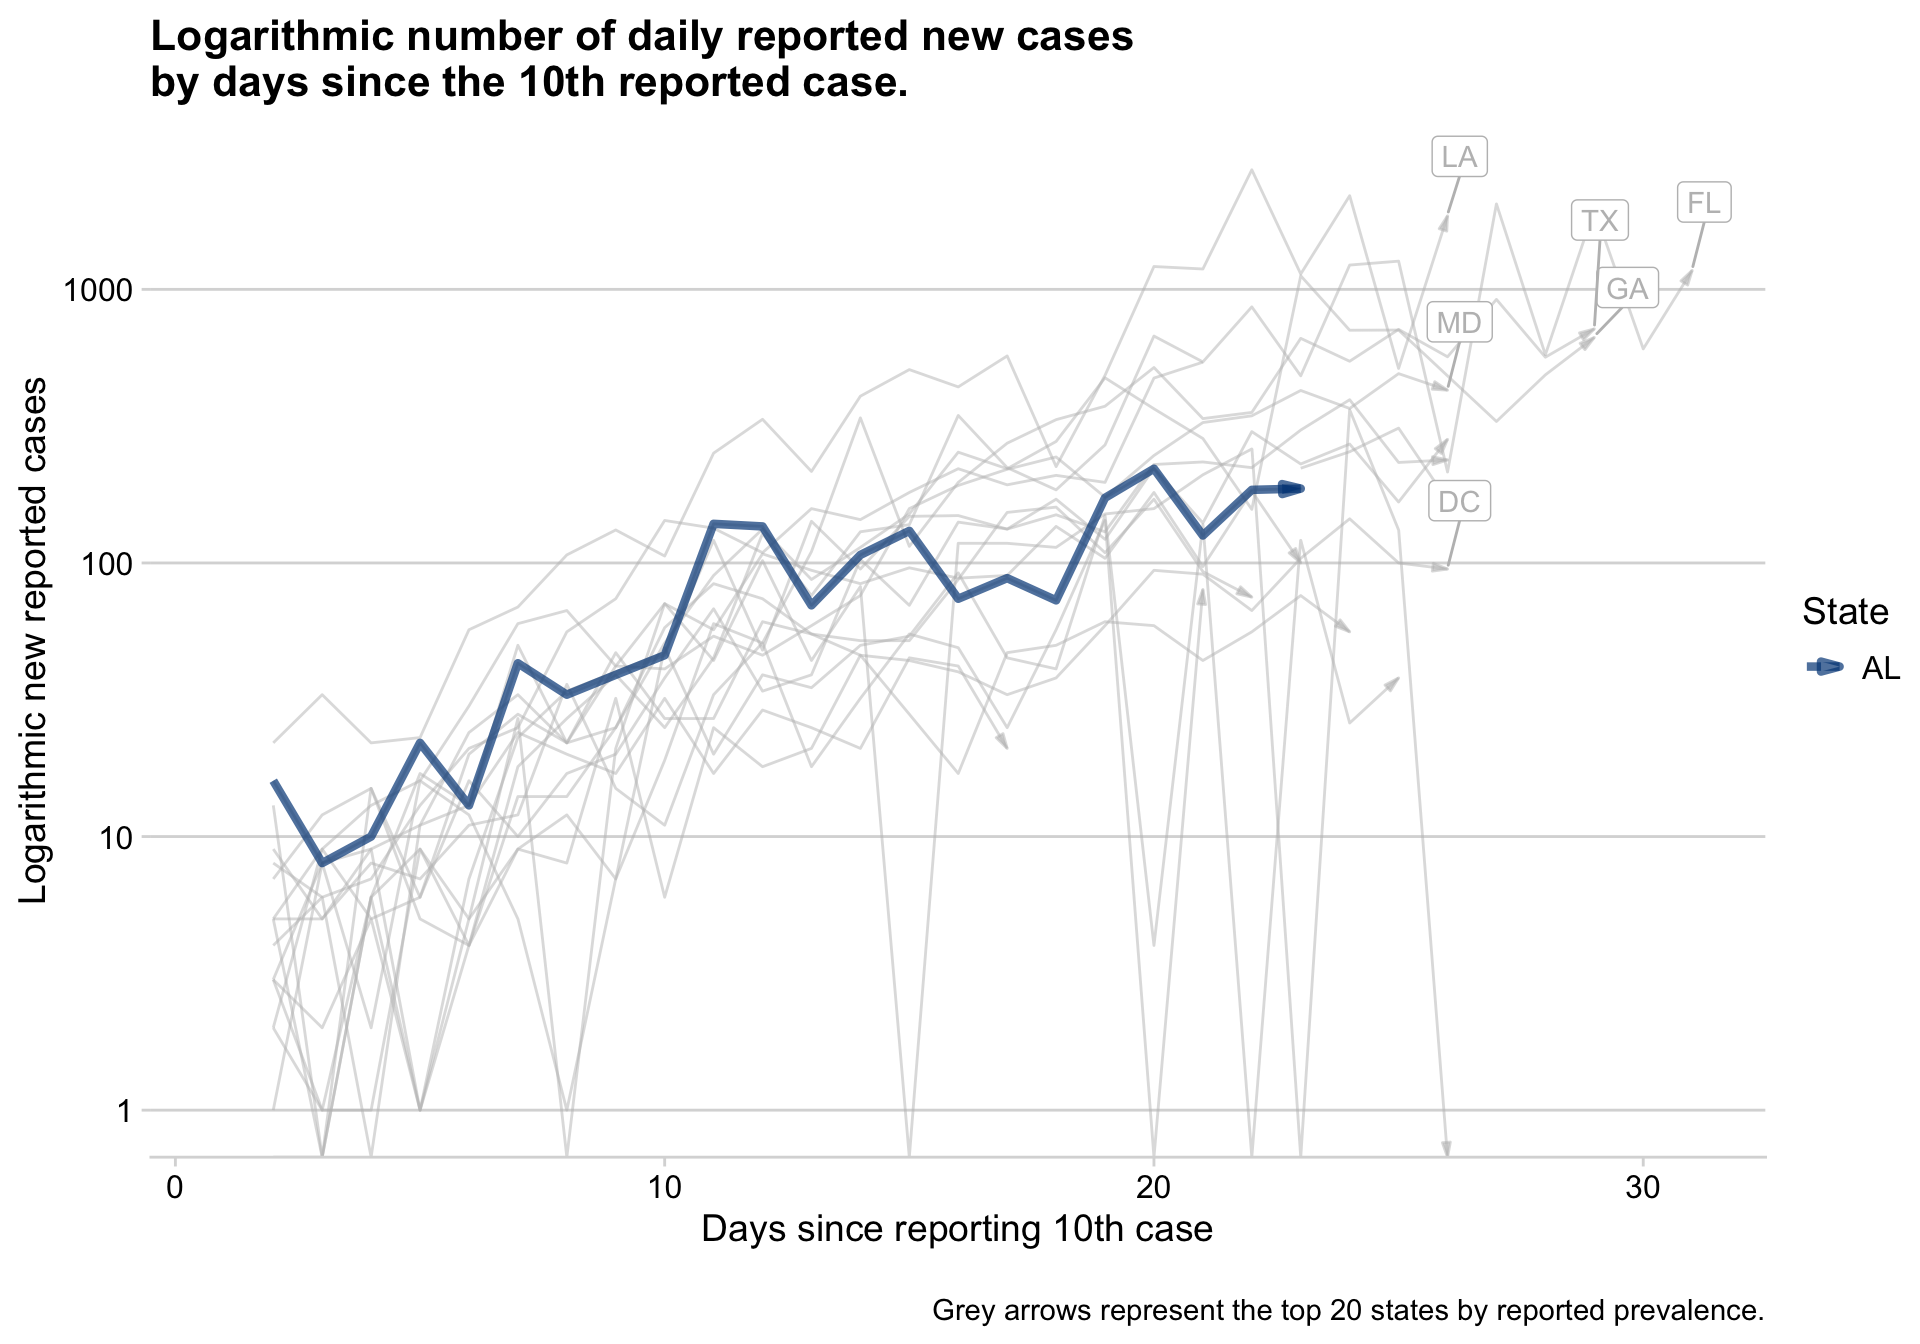 Logarithmic number of daily reported new cases
by days since the 10th reported case.
LA
TX
FL
GA
MD
DC
1000
100
10
1
Logarithmic new reported cases
0
10
20
30
Days since reporting 10th case
State
AL
Grey arrows represent the top 20 states by reported prevalence.